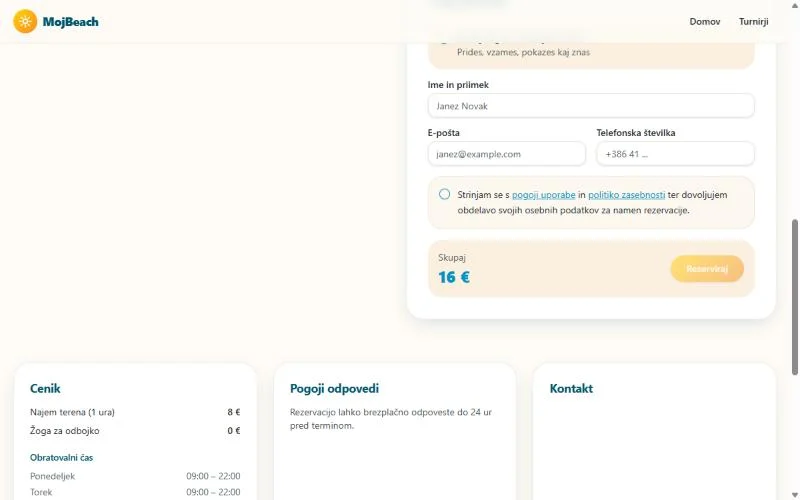 MojBeach
Domov
Turnirji
Prides, vzames, pokazes kaj znas
Ime in priimek
Janez Novak
E-pošta
Telefonska številka
janez@example.com
+386 41 ...
Strinjam se s pogoji uporabe in politiko zasebnosti ter dovoljujem
obdelavo svojih osebnih podatkov za namen rezervacije.
Skupaj
16 €
Rezerviraj
Cenik
Najem terena (1 ura) 8 €
Žoga za odbojko 0 €
Obratovalni čas
Ponedeljek 09:00 – 22:00
Torek 09:00 – 22:00
Pogoji odpovedi
Rezervacijo lahko brezplačno odpoveste do 24 ur
pred terminom.
Kontakt